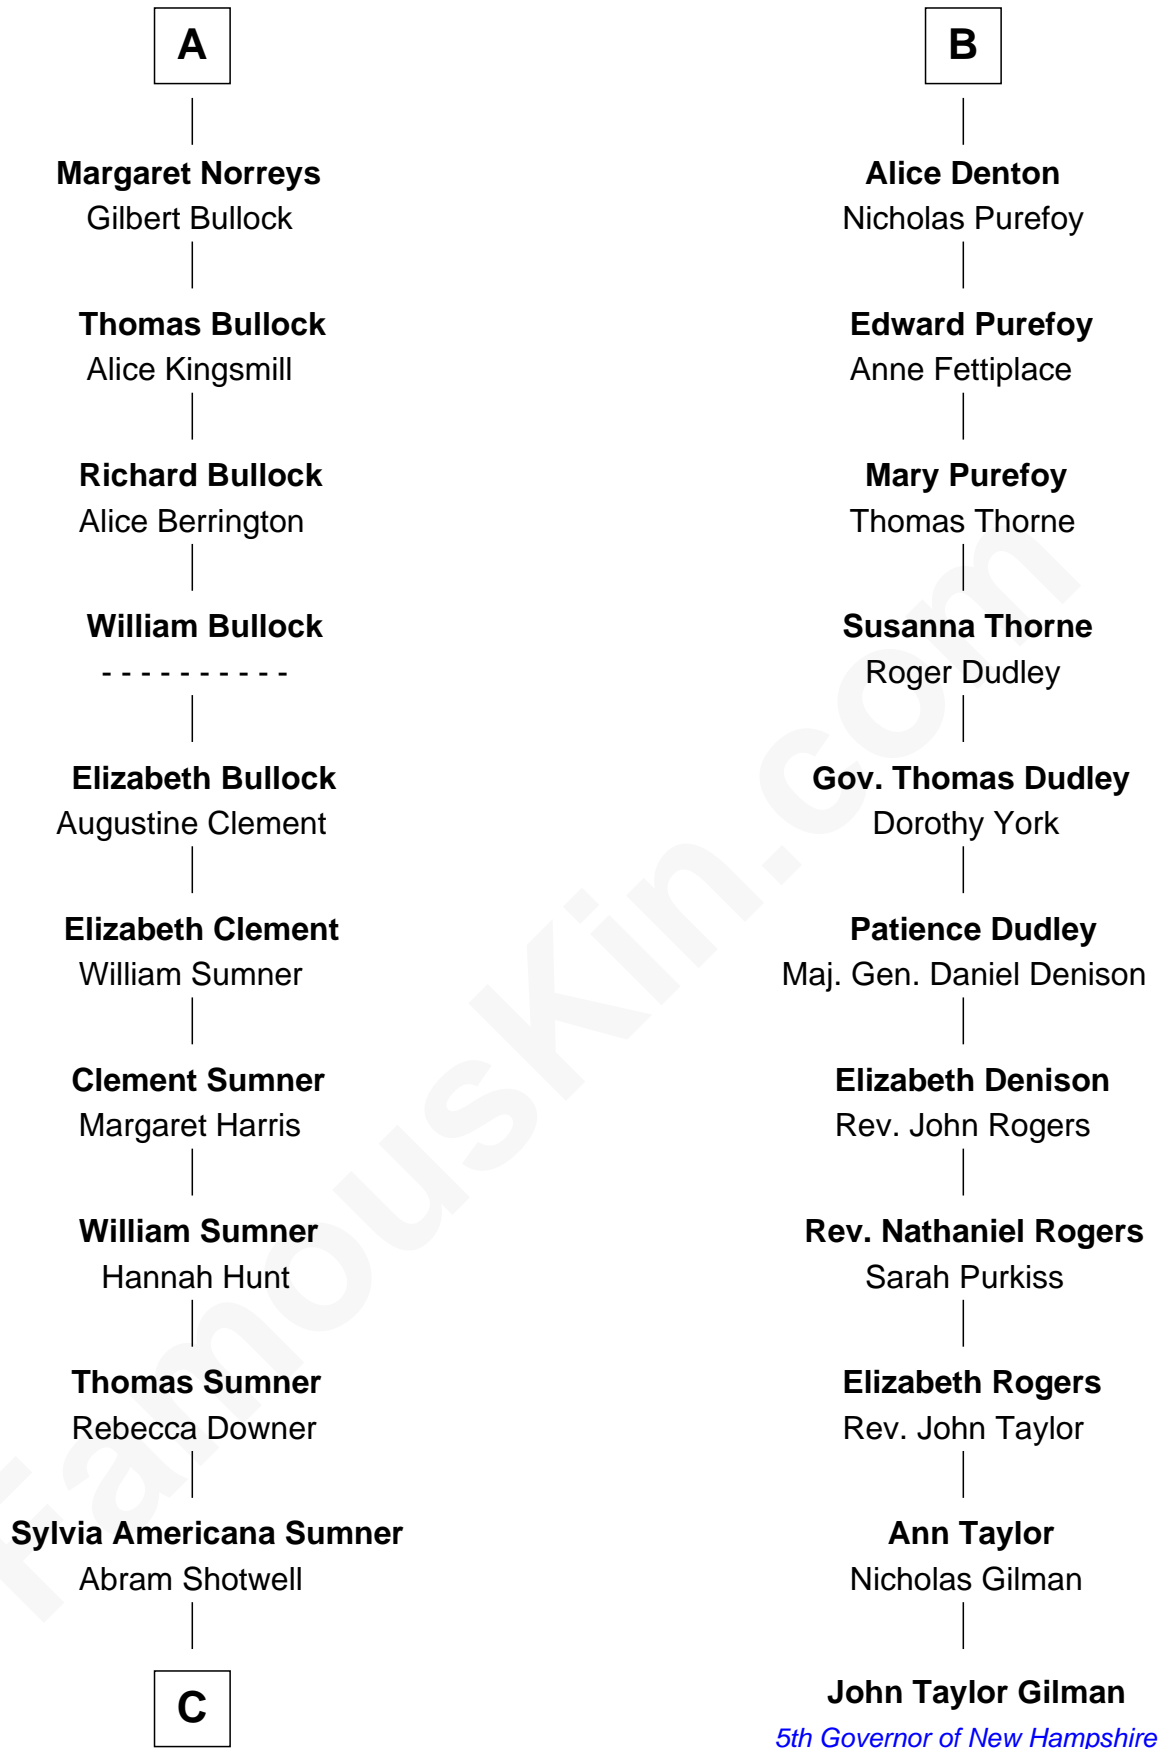 A
Margaret Norreys
Gilbert Bullock
Thomas Bullock
Alice Kingsmill
Richard Bullock
Alice Berrington
William Bullock
- - - - - - - - - -
Elizabeth Bullock
Augustine Clement
Elizabeth Clement
William Sumner
Clement Sumner
Margaret Harris
William Sumner
Hannah Hunt
Thomas Sumner
Rebecca Downer
Sylvia Americana Sumner
Abram Shotwell
C
B
Alice Denton
Nicholas Purefoy
Edward Purefoy
Anne Fettiplace
Mary Purefoy
Thomas Thorne
Susanna Thorne
Roger Dudley
Gov. Thomas Dudley
Dorothy York
Patience Dudley
Maj. Gen. Daniel Denison
Elizabeth Denison
Rev. John Rogers
Rev. Nathaniel Rogers
Sarah Purkiss
Elizabeth Rogers
Rev. John Taylor
Ann Taylor
Nicholas Gilman
John Taylor Gilman
5th Governor of New Hampshire
FamousKin.com